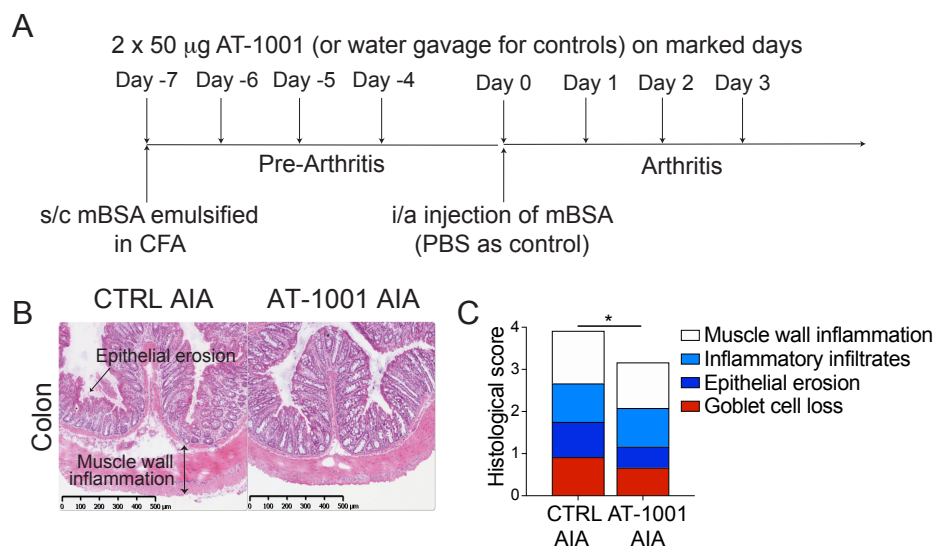 A
2 x 50 μg AT-1001 (or water gavage for controls) on marked days
Day -7 Day -6 Day -5 Day -4 Day 0 Day 1 Day 2 Day 3
Pre-Arthritis Arthritis
s/c mBSA emulsified
in CFA
i/a injection of mBSA
(PBS as control)
B
CTRL AIA AT-1001 AIA
Colon
Epithelial erosion
Muscle wall
inflammation
0 100 200 300 400 500 μm
0 100 200 300 400 500 μm
C
Histological score
4
3
2
1
0
*
Muscle wall inflammation
Inflammatory infiltrates
Epithelial erosion
Goblet cell loss
CTRL AT-1001
AIA AIA